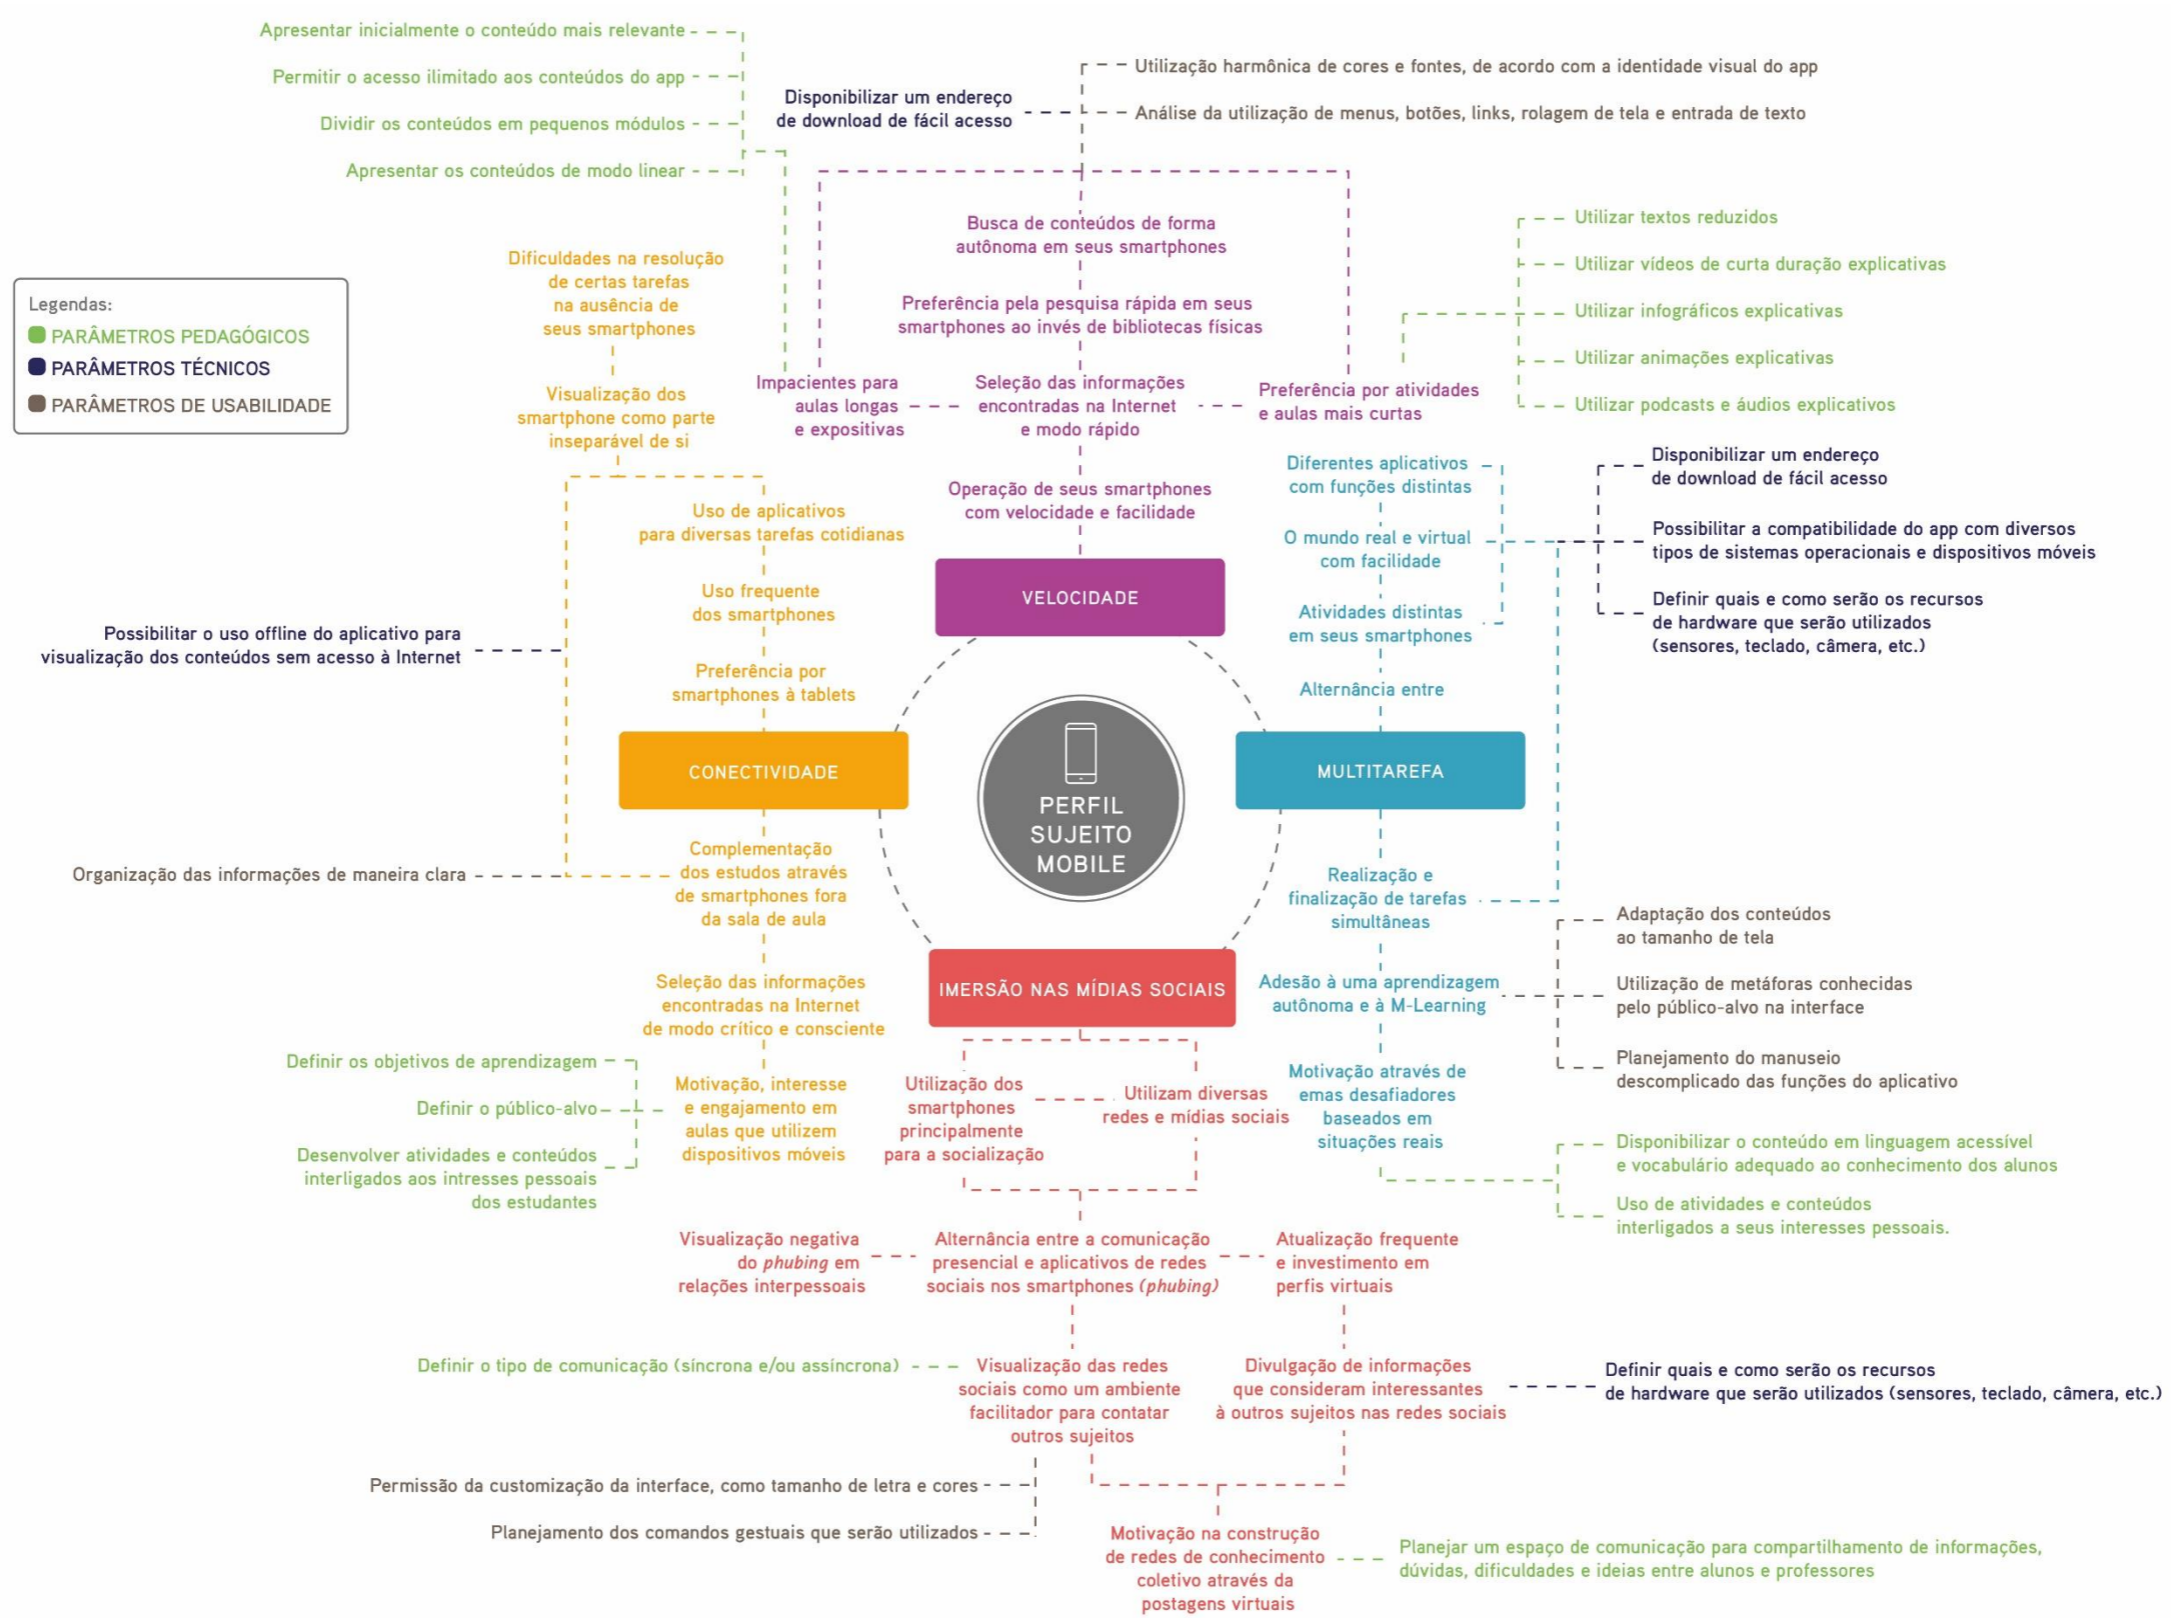 Apresentar inicialmente o conteúdo mais relevante
Permitir o acesso ilimitado aos conteúdos do app
Dividir os conteúdos em pequenos módulos
Apresentar os conteúdos de modo linear
Disponibilizar um endereço
de download de fácil acesso
Utilização harmônica de cores e fontes, de acordo com a identidade visual do app
Análise da utilização de menus, botões, links, rolagem de tela e entrada de texto
Legendas:
PARÂMETROS PEDAGÓGICOS
PARÂMETROS TÉCNICOS
PARÂMETROS DE USABILIDADE
Dificuldades na resolução
de certas tarefas
na ausência de
seus smartphones
Visualização dos
smartphone como parte
inseparável de si
Uso de aplicativos
para diversas tarefas cotidianas
Uso frequente
dos smartphones
Preferência por
smartphones à tablets
Possibilitar o uso offline do aplicativo para
visualização dos conteúdos sem acesso à Internet
Busca de conteúdos de forma
autônoma em seus smartphones
Preferência pela pesquisa rápida em seus
smartphones ao invés de bibliotecas físicas
Impacientes para
aulas longas
e expositivas
Seleção das informações
encontradas na Internet
e modo rápido
Preferência por atividades
e aulas mais curtas
Operação de seus smartphones
com velocidade e facilidade
VELOCIDADE
Utilizar textos reduzidos
Utilizar vídeos de curta duração explicativas
Utilizar infográficos explicativas
Utilizar animações explicativas
Utilizar podcasts e áudios explicativos
Diferentes aplicativos
com funções distintas
O mundo real e virtual
com facilidade
Atividades distintas
em seus smartphones
Alternância entre
Disponibilizar um endereço
de download de fácil acesso
Possibilitar a compatibilidade do app com diversos
tipos de sistemas operacionais e dispositivos móveis
Definir quais e como serão os recursos
de hardware que serão utilizados
(sensores, teclado, câmera, etc.)
CONECTIVIDADE
PERFIL
SUJEITO
MOBILE
MULTITAREFA
Organização das informações de maneira clara
Complementação
dos estudos através
de smartphones fora
da sala de aula
Seleção das informações
encontradas na Internet
de modo crítico e consciente
Motivação, interesse
e engajamento em
aulas que utilizem
dispositivos móveis
Definir os objetivos de aprendizagem
Definir o público-alvo
Desenvolver atividades e conteúdos
interligados aos intresses pessoais
dos estudantes
Realização e
finalização de tarefas
simultâneas
Adesão à uma aprendizagem
autônoma e à M-Learning
Motivação através de
emas desafiadores
baseados em
situações reais
Adaptação dos conteúdos
ao tamanho de tela
Utilização de metáforas conhecidas
pelo público-alvo na interface
Planejamento do manuseio
descomplicado das funções do aplicativo
Disponibilizar o conteúdo em linguagem acessível
e vocabulário adequado ao conhecimento dos alunos
Uso de atividades e conteúdos
interligados a seus interesses pessoais.
IMERSÃO NAS MÍDIAS SOCIAIS
Utilização dos
smartphones
principalmente
para a socialização
Utilizam diversas
redes e mídias sociais
Visualização negativa
do phubing em
relações interpessoais
Alternância entre a comunicação
presencial e aplicativos de redes
sociais nos smartphones (phubing)
Atualização frequente
e investimento em
perfis virtuais
Definir o tipo de comunicação (síncrona e/ou assíncrona)
Visualização das redes
sociais como um ambiente
facilitador para contatar
outros sujeitos
Divulgação de informações
que consideram interessantes
à outros sujeitos nas redes sociais
Definir quais e como serão os recursos
de hardware que serão utilizados (sensores, teclado, câmera, etc.)
Permissão da customização da interface, como tamanho de letra e cores
Planejamento dos comandos gestuais que serão utilizados
Motivação na construção
de redes de conhecimento
coletivo através da
postagens virtuais
Planejar um espaço de comunicação para compartilhamento de informações,
dúvidas, dificuldades e ideias entre alunos e professores